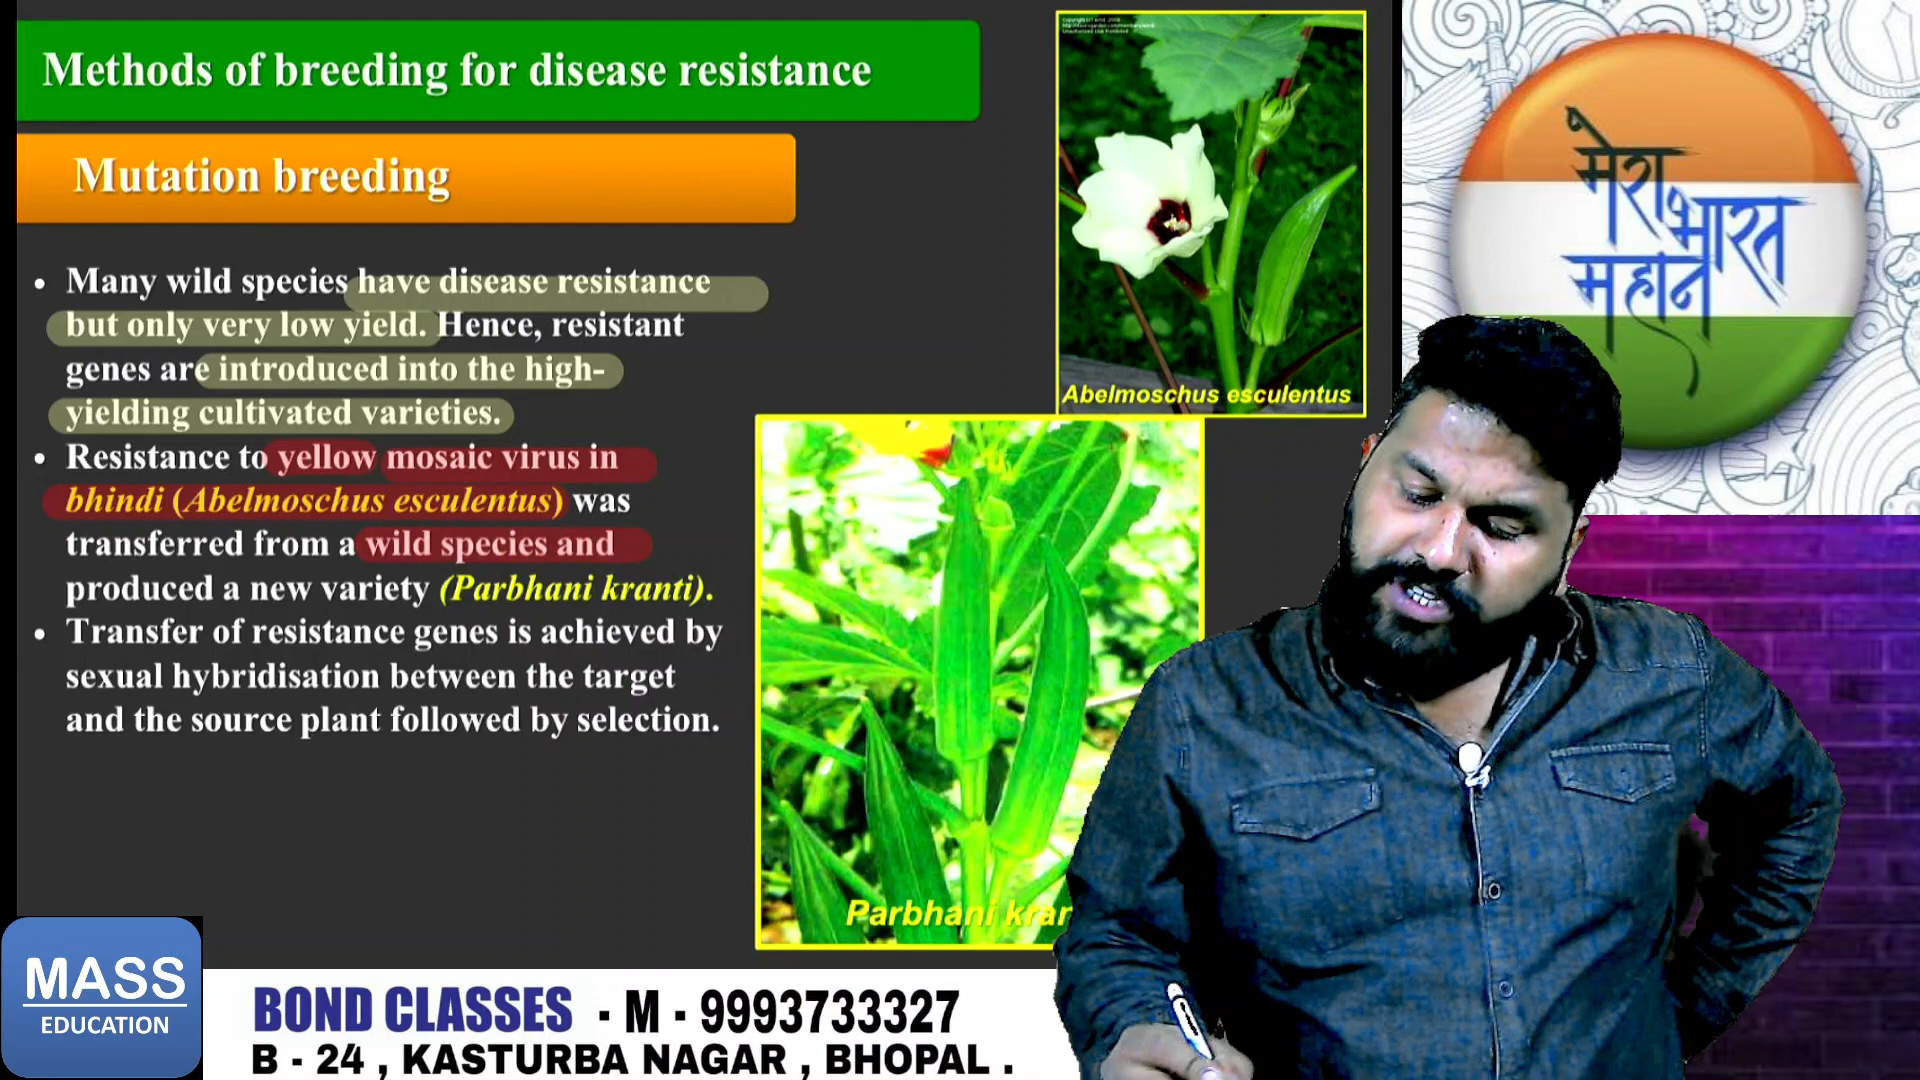 Methods of breeding for disease resistance
Mutation breeding
• Many wild species have disease resistance
but only very low yield. Hence, resistant
genes are introduced into the high-
yielding cultivated varieties.
• Resistance to yellow mosaic virus in
bhindi (Abelmoschus esculentus) was
transferred from a wild species and
produced a new variety (Parbhani kranti).
• Transfer of resistance genes is achieved by
sexual hybridisation between the target
and the source plant followed by selection.
Abelmoschus esculentus
Parbhani kran
मेरा
भारत
महान
MASS
EDUCATION
BOND CLASSES - M - 9993733327
B - 24 , KASTURBA NAGAR , BHOPAL .